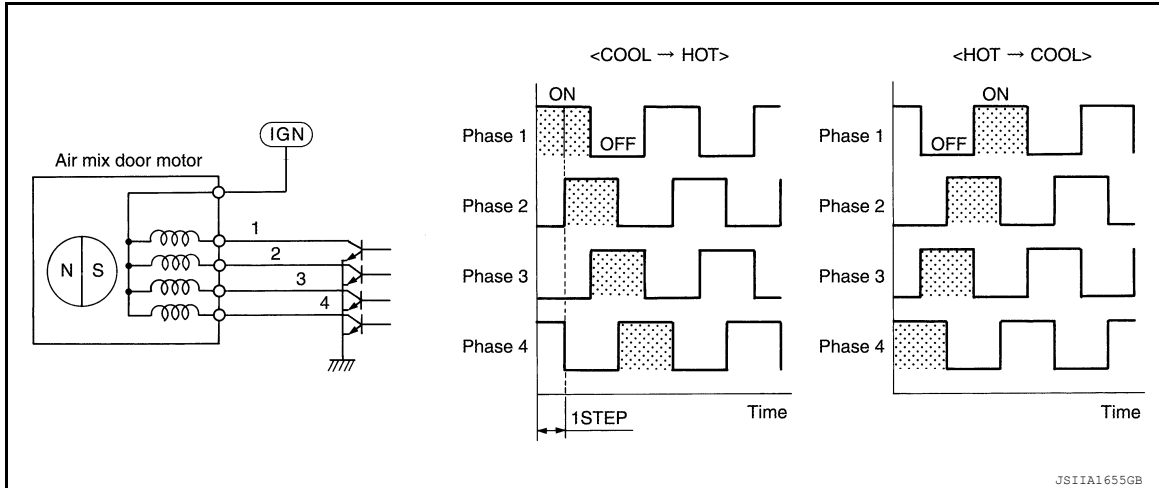 Air mix door motor
IGN
N S
1
2
3
4
<COOL → HOT>
ON
OFF
Phase 1
Phase 2
Phase 3
Phase 4
1STEP
Time
<HOT → COOL>
ON
OFF
Phase 1
Phase 2
Phase 3
Phase 4
Time
JSIIA1655GB